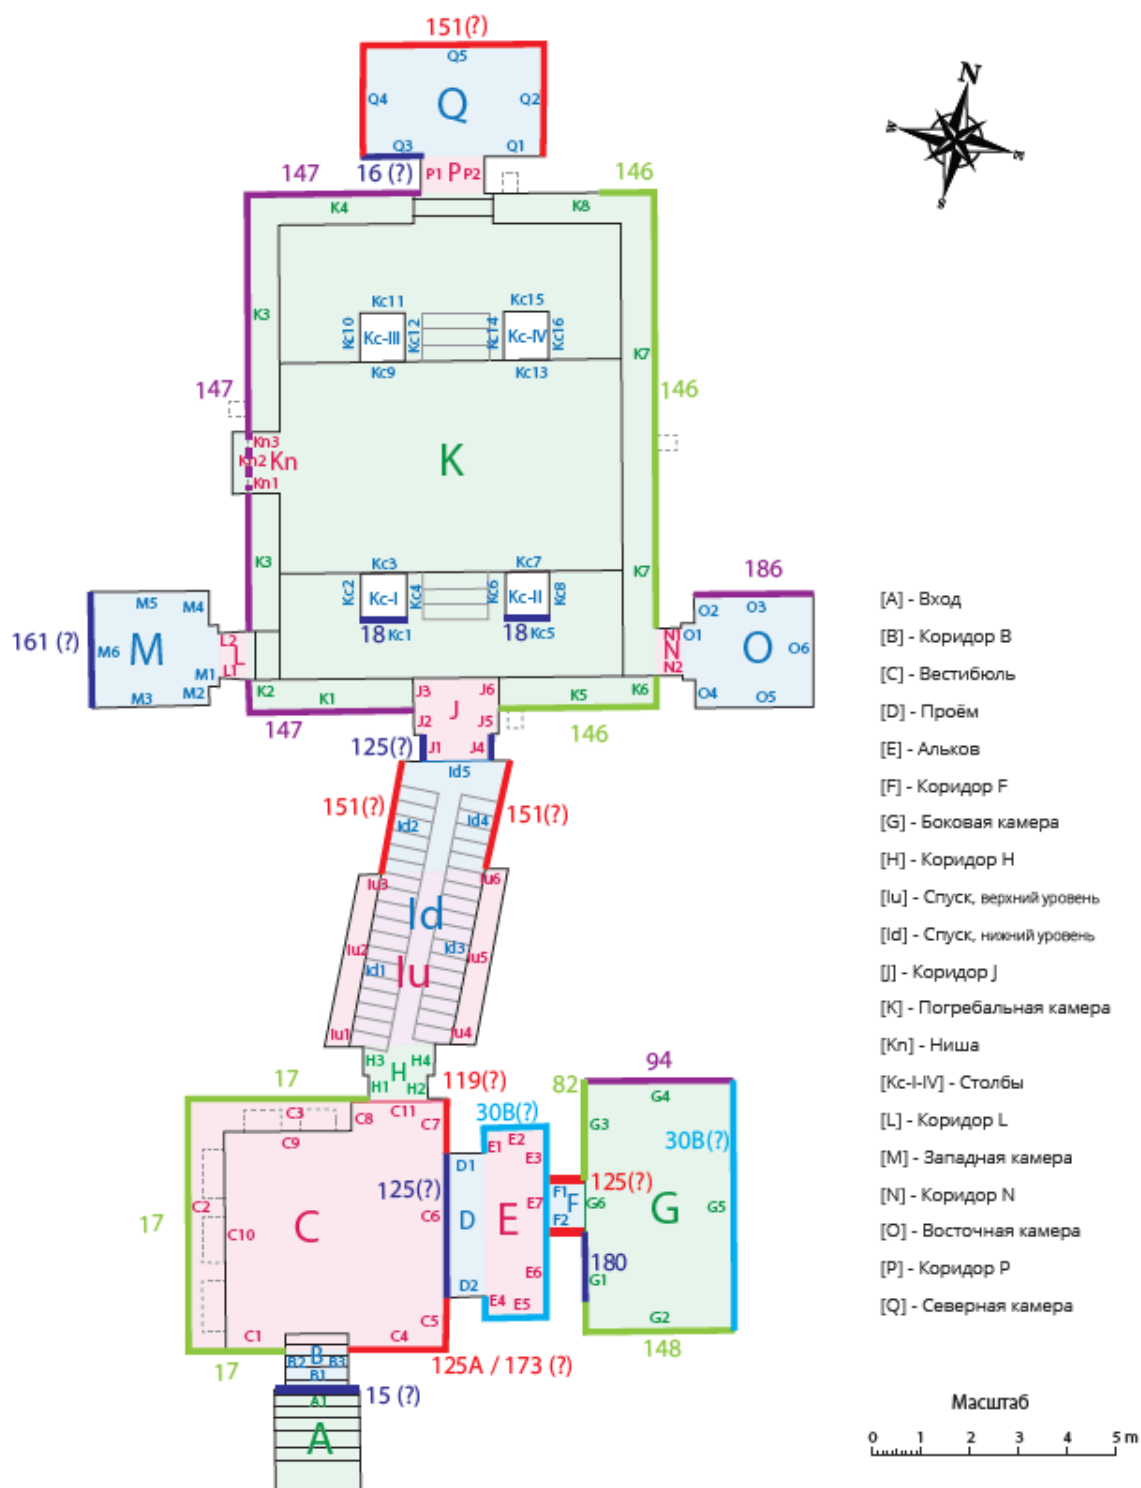 151(?)
Q5
Q4
Q
Q2
Q3
Q1
N
W
E
S
147
16 (?)
P1
P
P2
146
K4
K8
K3
Kc11
Kc15
Kc10
Kc-III
Kc12
Kc14
Kc-IV
Kc16
K7
Kc9
Kc13
147
146
Kn3
Kn2
Kn
Kn1
K
K3
Kc3
Kc7
K7
Kc2
Kc-I
Kc4
Kc6
Kc-II
Kc8
18
Kc1
18
Kc5
186
M5
M4
O2
O3
161 (?)
M6
M
L2
L
L1
N1
N
N2
O1
O
O6
M1
M3
M2
O4
O5
K2
K1
J3
J6
K5
K6
J
J2
J5
147
146
125(?)
J1
J4
Id5
151(?)
151(?)
Id2
Id4
Iu3
Iu6
Id
Iu2
Id3
Iu5
Id1
Iu
Iu1
Iu4
H3
H4
H
H1
H2
17
119(?)
82
94
C3
C8
C11
C7
30B(?)
G4
C9
E1
E2
E3
G3
30B(?)
D1
125(?)
125(?)
F1
F
F2
C2
C10
C
C6
D
E
E7
G6
G
G5
17
180
D2
E6
G1
E4
E5
G2
C1
C4
C5
148
17
B
B2
B3
B1
125A / 173 (?)
15 (?)
A1
A
[A] - Вход
[B] - Коридор B
[C] - Вестибюль
[D] - Проём
[E] - Альков
[F] - Коридор F
[G] - Боковая камера
[H] - Коридор H
[Iu] - Спуск, верхний уровень
[Id] - Спуск, нижний уровень
[J] - Коридор J
[K] - Погребальная камера
[Kn] - Ниша
[Kc-I-IV] - Столбы
[L] - Коридор L
[M] - Западная камера
[N] - Коридор N
[O] - Восточная камера
[P] - Коридор P
[Q] - Северная камера
Масштаб
0 1 2 3 4 5 m